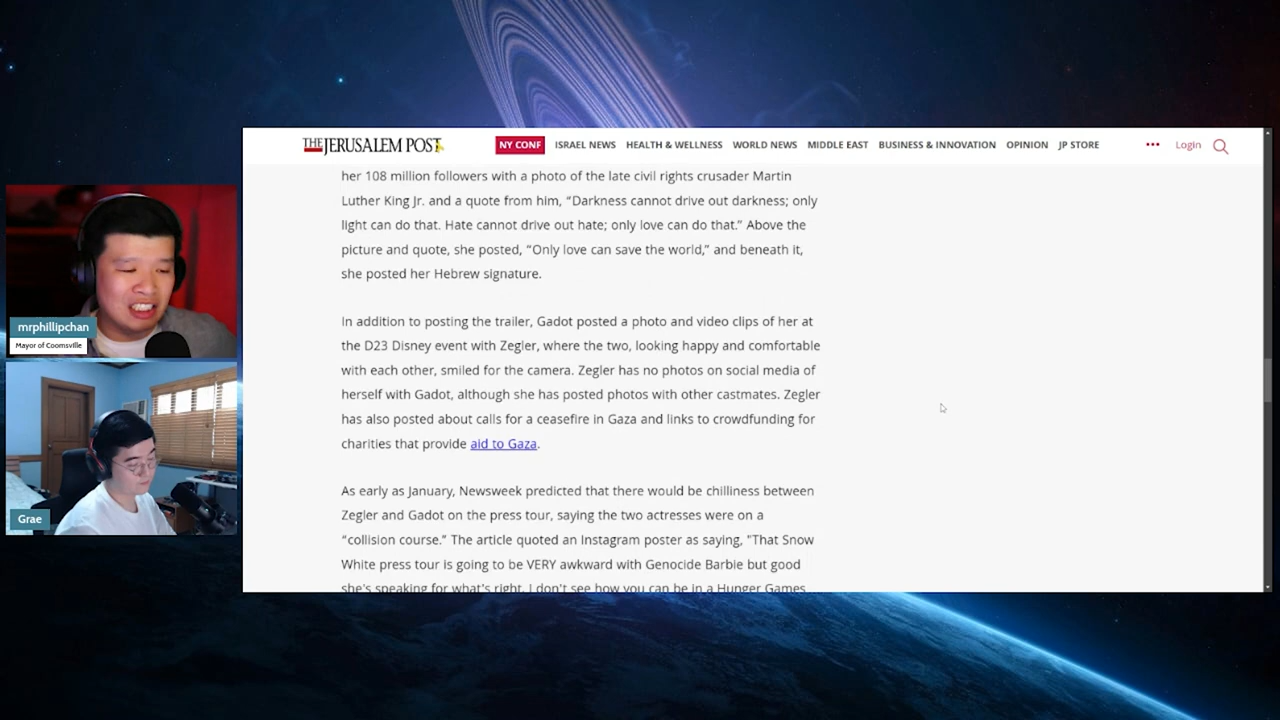 THE JERUSALEM POST
NY CONF ISRAEL NEWS HEALTH & WELLNESS WORLD NEWS MIDDLE EAST BUSINESS & INNOVATION OPINION JP STORE ••• Login
her 108 million followers with a photo of the late civil rights crusader Martin
Luther King Jr. and a quote from him, “Darkness cannot drive out darkness; only
light can do that. Hate cannot drive out hate; only love can do that.” Above the
picture and quote, she posted, “Only love can save the world,” and beneath it,
she posted her Hebrew signature.
In addition to posting the trailer, Gadot posted a photo and video clips of her at
the D23 Disney event with Zegler, where the two, looking happy and comfortable
with each other, smiled for the camera. Zegler has no photos on social media of
herself with Gadot, although she has posted photos with other castmates. Zegler
has also posted about calls for a ceasefire in Gaza and links to crowdfunding for
charities that provide aid to Gaza.
As early as January, Newsweek predicted that there would be chilliness between
Zegler and Gadot on the press tour, saying the two actresses were on a
“collision course.” The article quoted an Instagram poster as saying, "That Snow
White press tour is going to be VERY awkward with Genocide Barbie but good
she's speaking for what's right. I don't see how you can be in a Hunger Games
mrphillipchan
Mayor of Coomsville
Grae